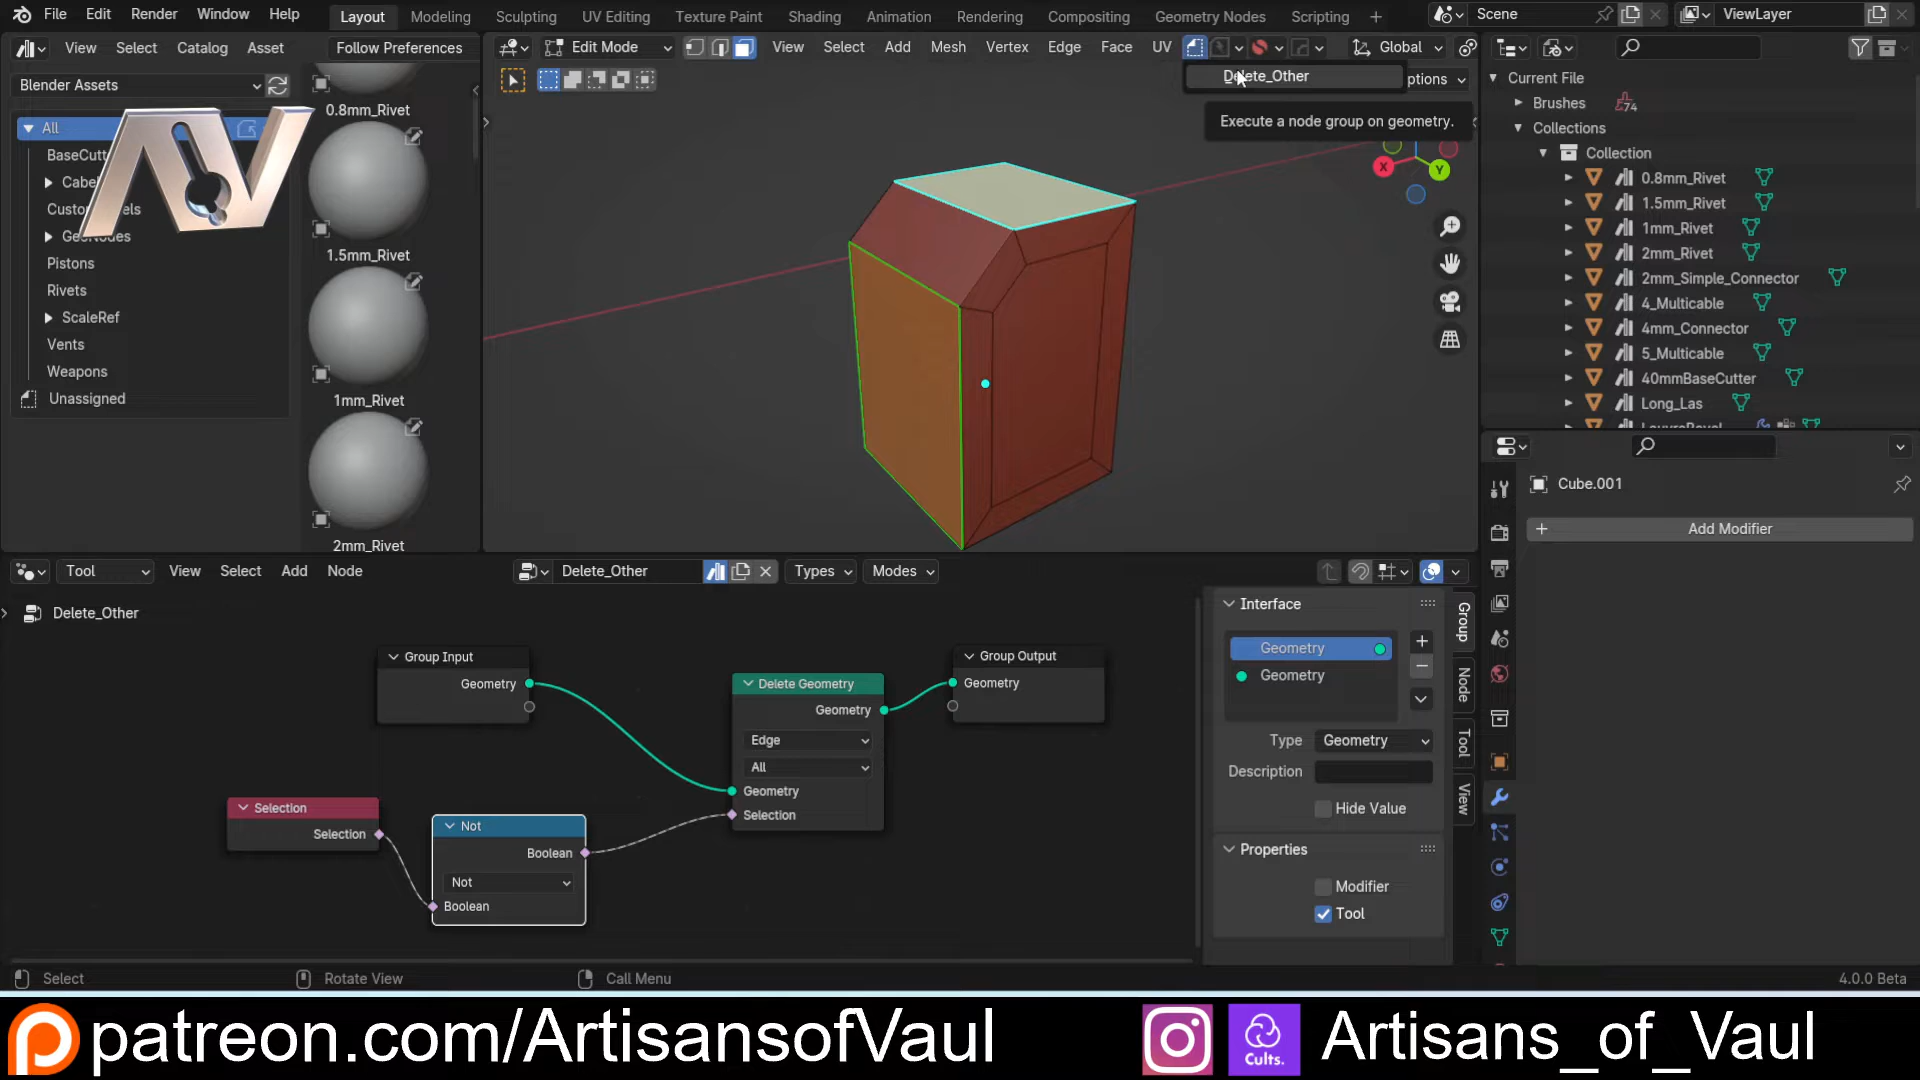 File Edit Render Window Help
Layout Modeling Sculpting UV Editing Texture Paint Shading Animation Rendering Compositing Geometry Nodes Scripting +
Scene
ViewLayer
View Select Catalog Asset Follow Preferences
Edit Mode View Select Add Mesh Vertex Edge Face UV Global
Blender Assets
All
Cabel
Pistons
Rivets
ScaleRef
Vents
Weapons
Unassigned
0.8mm_Rivet
1.5mm_Rivet
1mm_Rivet
2mm_Rivet
Delete_Other
Execute a node group on geometry.
X
Y
Current File
Brushes 74
Collections
Collection
0.8mm_Rivet
1.5mm_Rivet
1mm_Rivet
2mm_Rivet
2mm_Simple_Connector
4_Multicable
4mm_Connector
5_Multicable
40mmBaseCutter
Long_Las
Cube.001
+ Add Modifier
Tool View Select Add Node Delete_Other Types Modes
Delete_Other
Group Input
Geometry
Selection
Selection
Not
Boolean
Not
Boolean
Delete Geometry
Geometry
Edge
All
Geometry
Selection
Group Output
Geometry
Interface
Geometry
Geometry
Type Geometry
Description
Hide Value
Properties
Modifier
Tool
Group
Node
Tool
View
Select Rotate View Call Menu 4.0.0 Beta
patreon.com/ArtisansofVaul
Cults.
Artisans_of_Vaul